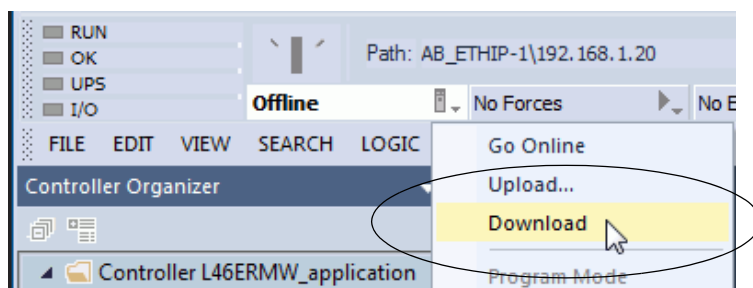 RUN
OK
UPS
I/O
Path: AB_ETHIP-1\192.168.1.20
Offline
No Forces
No E
FILE EDIT VIEW SEARCH LOGIC
Go Online
Controller Organizer
Upload...
Download
Controller L46ERMW_application
Program Mode